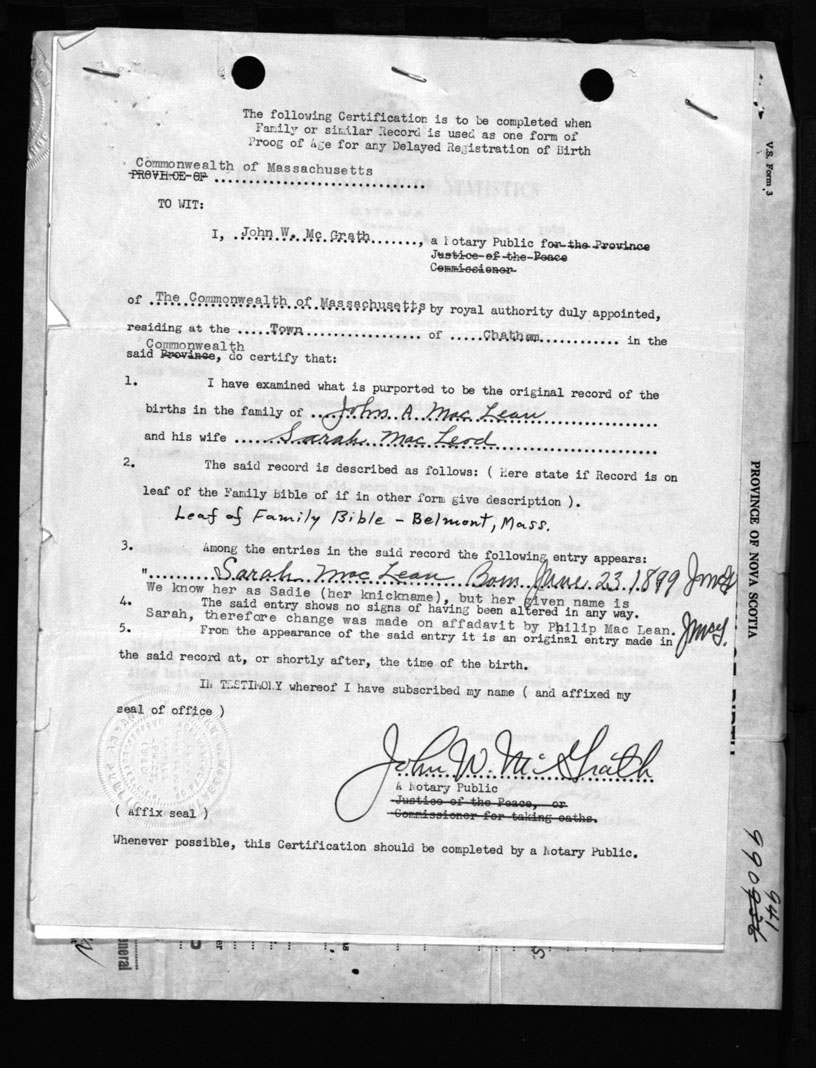 The following Certification is to be completed when
Family or similar Record is used as one form of
Proog of Age for any Delayed Registration of Birth
Commonwealth of Massachusetts
PROVINCE OF
TO WIT:
I, John W. Mc Grath, a Notary Public for the Province
Justice of the Peace
Commissioner
of The Commonwealth of Massachusetts by royal authority duly appointed,
residing at the Town of Chatham in the
Commonwealth
said Province, do certify that:
1. I have examined what is purported to be the original record of the
births in the family of John A. Mac Lean
and his wife Sarah Mac Leod
2. The said record is described as follows: ( Here state if Record is on
leaf of the Family Bible of if in other form give description ).
Leaf of Family Bible - Belmont, Mass.
3. Among the entries in the said record the following entry appears:
" Sarah Mac Lean Born June 23, 1899
We know her as Sadie (her knickname), but her given name is
4. The said entry shows no signs of having been altered in any way.
Sarah, therefore change was made on affadavit by Philip Mac Lean.
5. From the appearance of the said entry it is an original entry made in
the said record at, or shortly after, the time of the birth.
IN TESTIMONY whereof I have subscribed my name ( and affixed my
seal of office )
John W. McGrath
A Notary Public
Justice of the Peace, or
Commissioner for taking oaths.
( Affix seal )
Whenever possible, this Certification should be completed by a Notary Public.
V.S. Form 3
PROVINCE OF NOVA SCOTIA
941
eneral